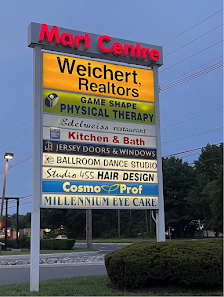 Mart Centre
Weichert,
Realtors
GAME SHAPE
PHYSICAL THERAPY
Edelweiss restaurant
Kitchen & Bath
JERSEY DOORS & WINDOWS
BALLROOM DANCE STUDIO
Studio 455 HAIR DESIGN
Cosmo Prof
MILLENNIUM EYE CARE